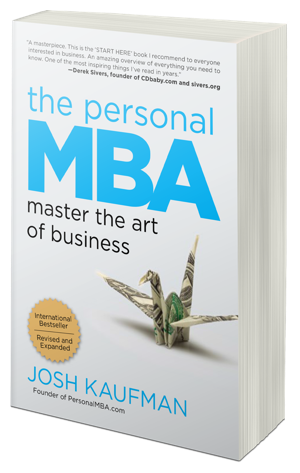 "A masterpiece. This is the 'START HERE' book I recommend to everyone
interested in business. An amazing overview of everything you need to
know. One of the most inspiring things I've read in years."
—Derek Sivers, founder of CDbaby.com and sivers.org
the personal
MBA
master the art
of business
International
Bestseller
Revised and
Expanded
JOSH KAUFMAN
Founder of PersonalMBA.com